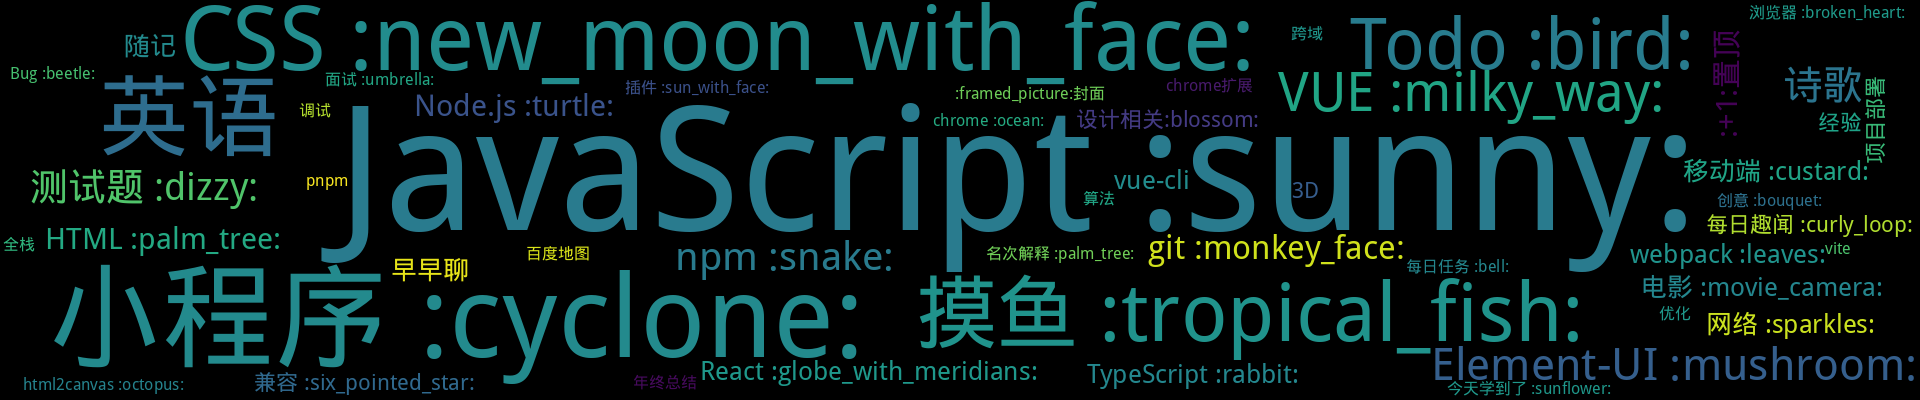 CSS :new_moon_with_face:
跨域
Todo :bird:
浏览器 :broken_heart:
随记
:+1:置顶
Bug :beetle:
面试 :umbrella:
插件 :sun_with_face:
chrome扩展
VUE :milky_way:
诗歌
英语
调试
Node.js :turtle:
:framed_picture:封面
chrome :ocean:
设计相关:blossom:
经验
项目部署
JavaScript :sunny:
测试题 :dizzy:
pnpm
vue-cli
算法
3D
移动端 :custard:
创意 :bouquet:
每日趣闻 :curly_loop:
全栈
HTML :palm_tree:
早早聊
百度地图
npm :snake:
名次解释 :palm_tree:
git :monkey_face:
每日任务 :bell:
webpack :leaves:
vite
小程序 :cyclone:
摸鱼 :tropical_fish:
电影 :movie_camera:
优化
网络 :sparkles:
html2canvas :octopus:
兼容 :six_pointed_star:
年终总结
React :globe_with_meridians:
TypeScript :rabbit:
Element-UI :mushroom:
今天学到了 :sunflower: